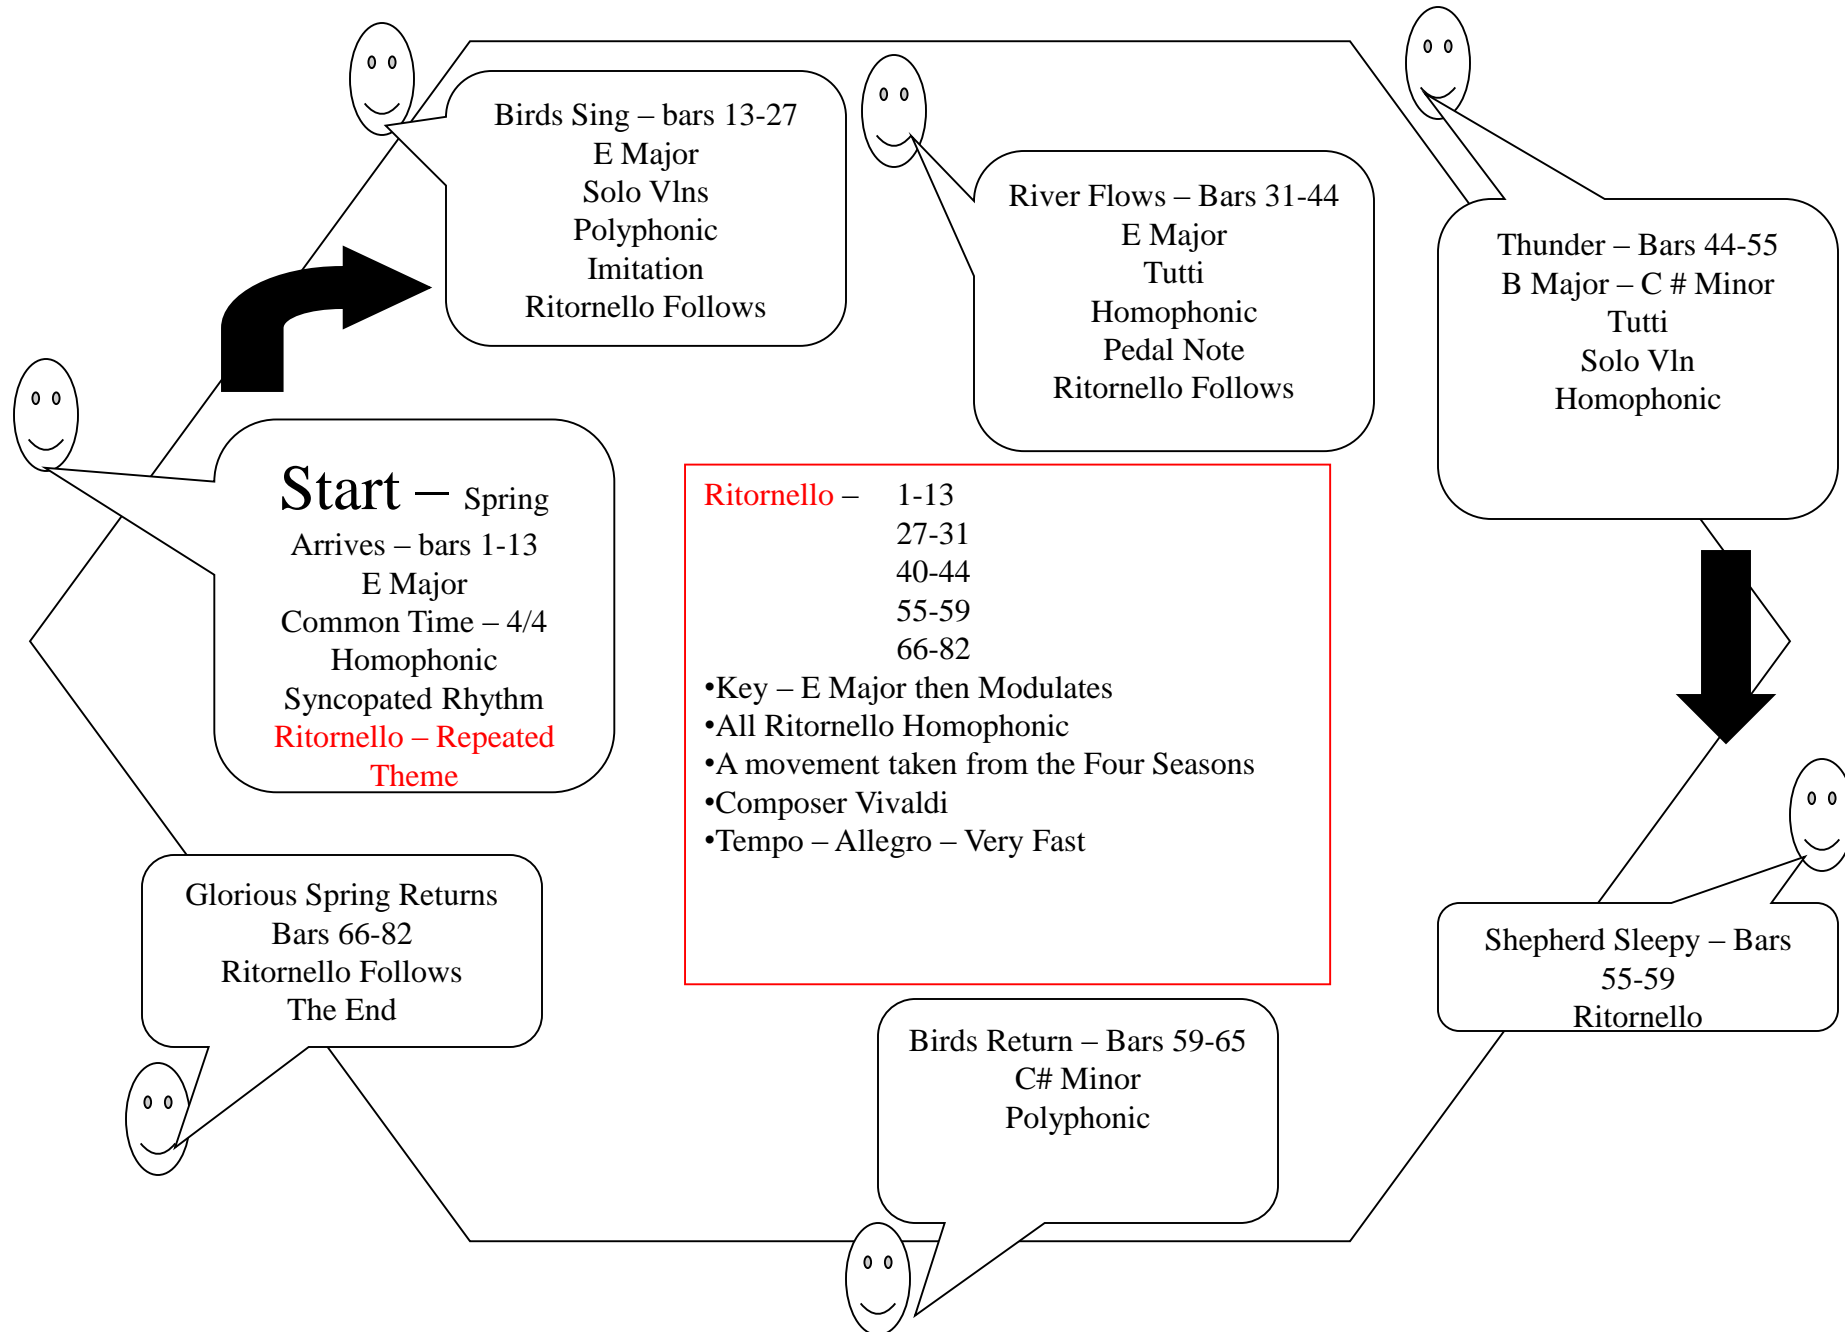 Start – Spring
Arrives – bars 1-13
E Major
Common Time – 4/4
Homophonic
Syncopated Rhythm
Ritornello – Repeated
Theme
Birds Sing – bars 13-27
E Major
Solo Vlns
Polyphonic
Imitation
Ritornello Follows
River Flows – Bars 31-44
E Major
Tutti
Homophonic
Pedal Note
Ritornello Follows
Thunder – Bars 44-55
B Major – C # Minor
Tutti
Solo Vln
Homophonic
Shepherd Sleepy – Bars
55-59
Ritornello
Birds Return – Bars 59-65
C# Minor
Polyphonic
Glorious Spring Returns
Bars 66-82
Ritornello Follows
The End
Ritornello – 1-13
27-31
40-44
55-59
66-82
•Key – E Major then Modulates
•All Ritornello Homophonic
•A movement taken from the Four Seasons
•Composer Vivaldi
•Tempo – Allegro – Very Fast